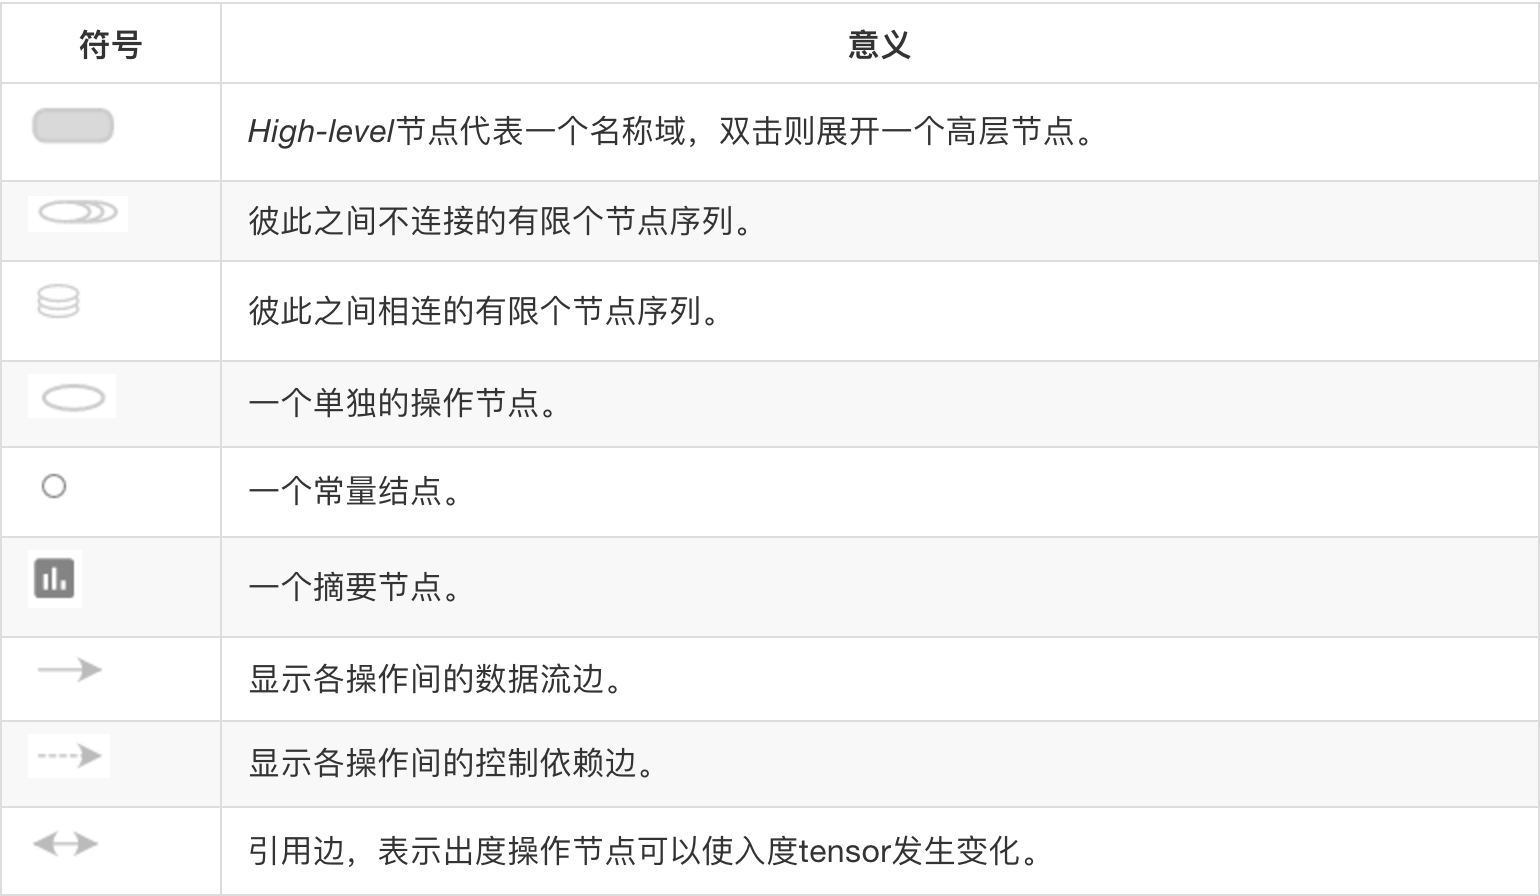 符号
意义
High-level节点代表一个名称域，双击则展开一个高层节点。
彼此之间不连接的有限个节点序列。
彼此之间相连的有限个节点序列。
一个单独的操作节点。
一个常量结点。
一个摘要节点。
显示各操作间的数据流边。
显示各操作间的控制依赖边。
引用边，表示出度操作节点可以使入度tensor发生变化。